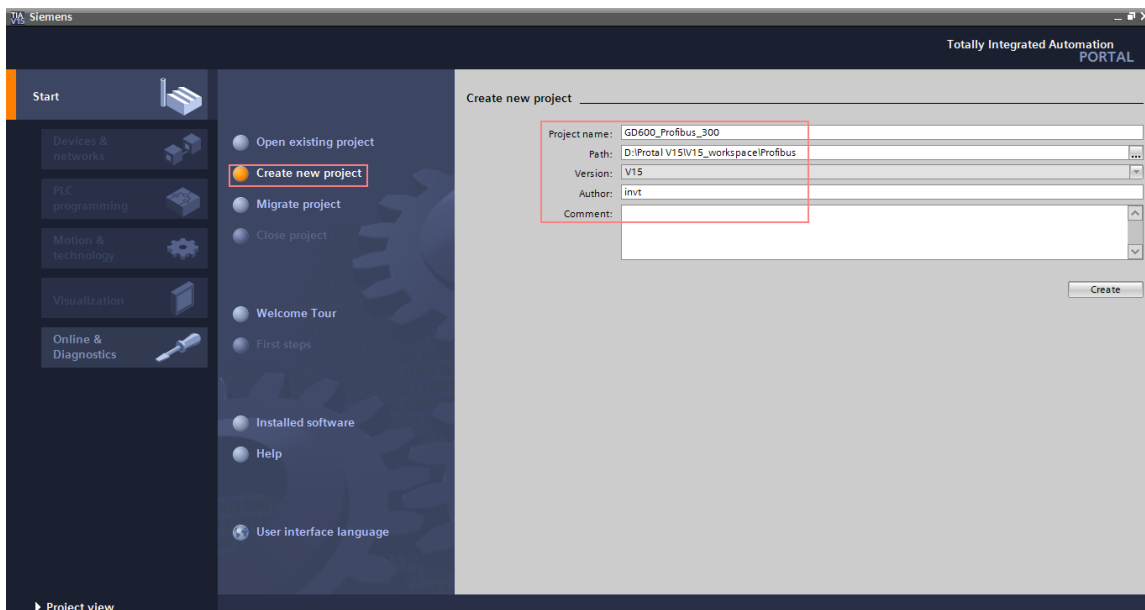 TIA
V15
Siemens
Totally Integrated Automation
PORTAL
Start
Devices &
networks
PLC
programming
Motion &
technology
Visualization
Online &
Diagnostics
Project view
Open existing project
Create new project
Migrate project
Close project
Welcome Tour
First steps
Installed software
Help
User interface language
Create new project
Project name: GD600_Profibus_300
Path: D:\Protal V15\V15_workspace\Profibus
...
Version: V15
Author: invt
Comment:
Create